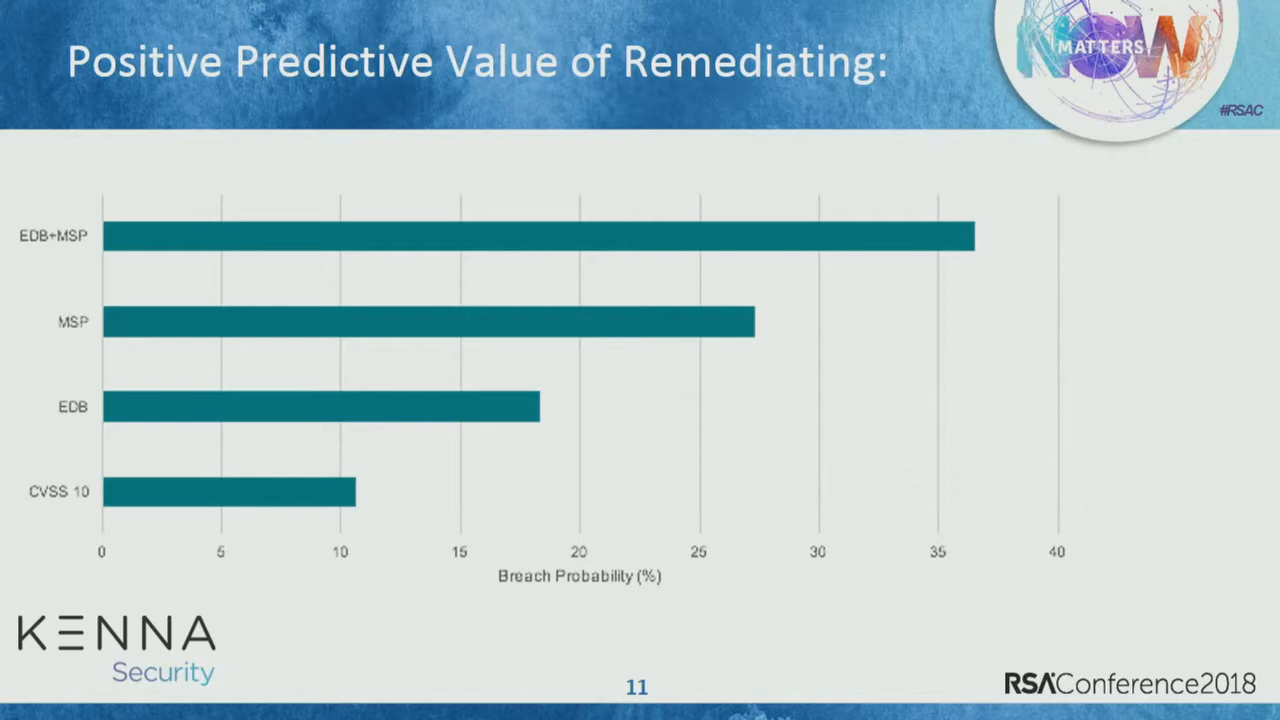 Positive Predictive Value of Remediating:
NOW
MATTERS
#RSAC
EDB+MSP
MSP
EDB
CVSS 10
0 5 10 15 20 25 30 35 40
Breach Probability (%)
KENNA
Security
11
RSAConference2018